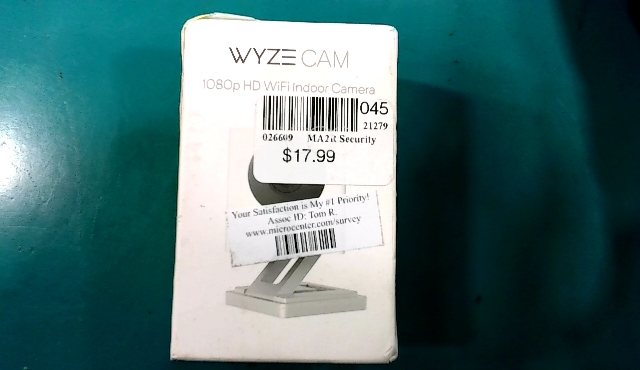 WYZE CAM
1080p HD WiFi Indoor Camera
045
21279
026609 MA2R Security
$17.99
Your Satisfaction is My #1 Priority!
Assoc ID: Tom R.
www.microcenter.com/survey